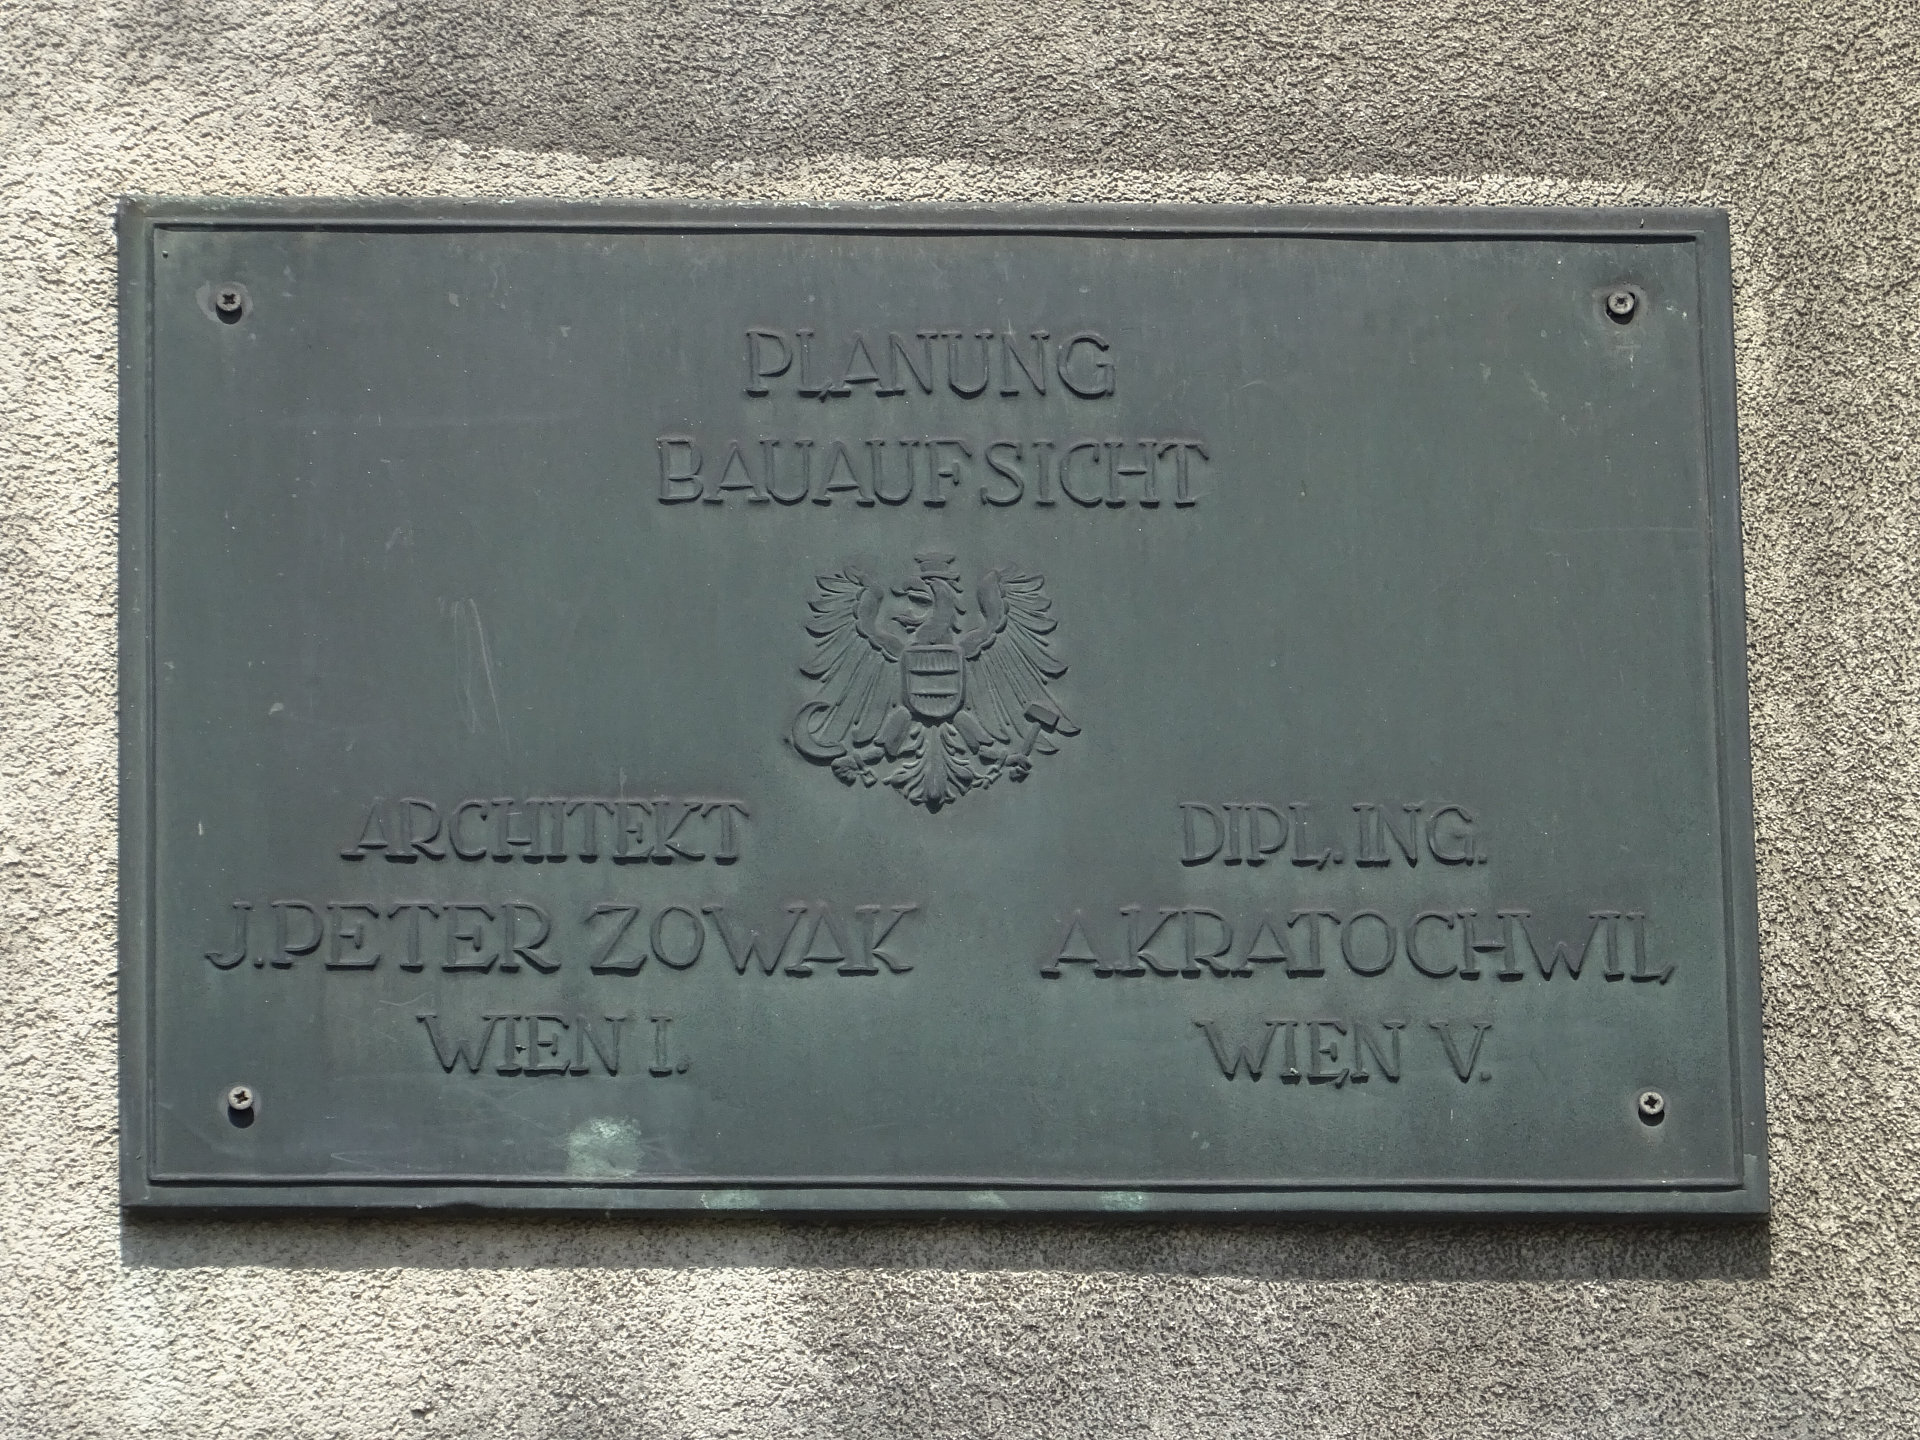 PLANUNG
BAUAUFSICHT
ARCHITEKT
J. PETER ZOWAK
WIEN I.
DIPL. ING.
A KRATOCHWIL
WIEN V.